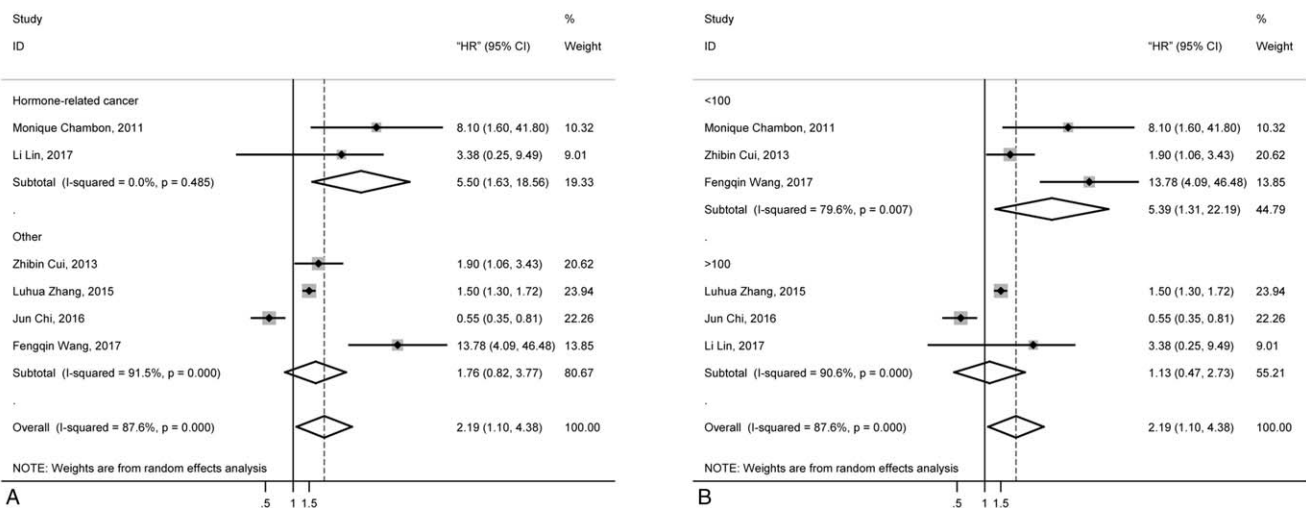 Study %
ID "HR" (95% CI) Weight
Hormone-related cancer
Monique Chambon, 2011 8.10 (1.60, 41.80) 10.32
Li Lin, 2017 3.38 (0.25, 9.49) 9.01
Subtotal (I-squared = 0.0%, p = 0.485) 5.50 (1.63, 18.56) 19.33
.
Other
Zhibin Cui, 2013 1.90 (1.06, 3.43) 20.62
Luhua Zhang, 2015 1.50 (1.30, 1.72) 23.94
Jun Chi, 2016 0.55 (0.35, 0.81) 22.26
Fengqin Wang, 2017 13.78 (4.09, 46.48) 13.85
Subtotal (I-squared = 91.5%, p = 0.000) 1.76 (0.82, 3.77) 80.67
.
Overall (I-squared = 87.6%, p = 0.000) 2.19 (1.10, 4.38) 100.00
NOTE: Weights are from random effects analysis
A .5 1 1.5
Study %
ID "HR" (95% CI) Weight
<100
Monique Chambon, 2011 8.10 (1.60, 41.80) 10.32
Zhibin Cui, 2013 1.90 (1.06, 3.43) 20.62
Fengqin Wang, 2017 13.78 (4.09, 46.48) 13.85
Subtotal (I-squared = 79.6%, p = 0.007) 5.39 (1.31, 22.19) 44.79
.
>100
Luhua Zhang, 2015 1.50 (1.30, 1.72) 23.94
Jun Chi, 2016 0.55 (0.35, 0.81) 22.26
Li Lin, 2017 3.38 (0.25, 9.49) 9.01
Subtotal (I-squared = 90.6%, p = 0.000) 1.13 (0.47, 2.73) 55.21
.
Overall (I-squared = 87.6%, p = 0.000) 2.19 (1.10, 4.38) 100.00
NOTE: Weights are from random effects analysis
B .5 1 1.5